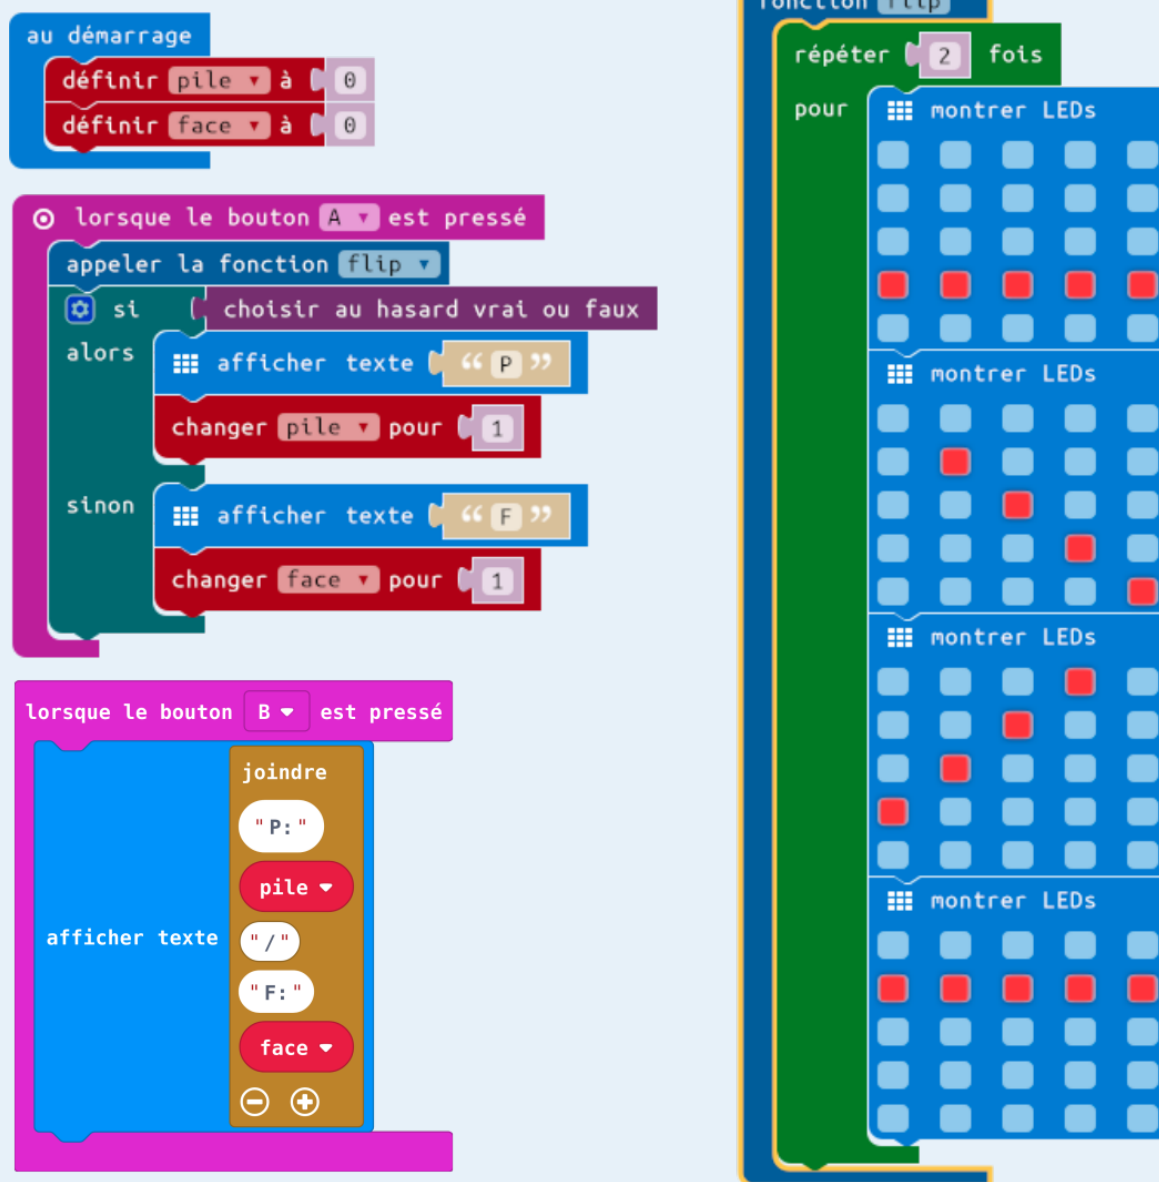 au démarrage
définir pile à 0
définir face à 0
lorsque le bouton A est pressé
appeler la fonction flip
si choisir au hasard vrai ou faux
alors
afficher texte “ P ”
changer pile pour 1
sinon
afficher texte “ F ”
changer face pour 1
lorsque le bouton B est pressé
joindre
"P:"
pile
afficher texte "/"
"F:"
face
fonction flip
répéter 2 fois
pour montrer LEDs
montrer LEDs
montrer LEDs
montrer LEDs